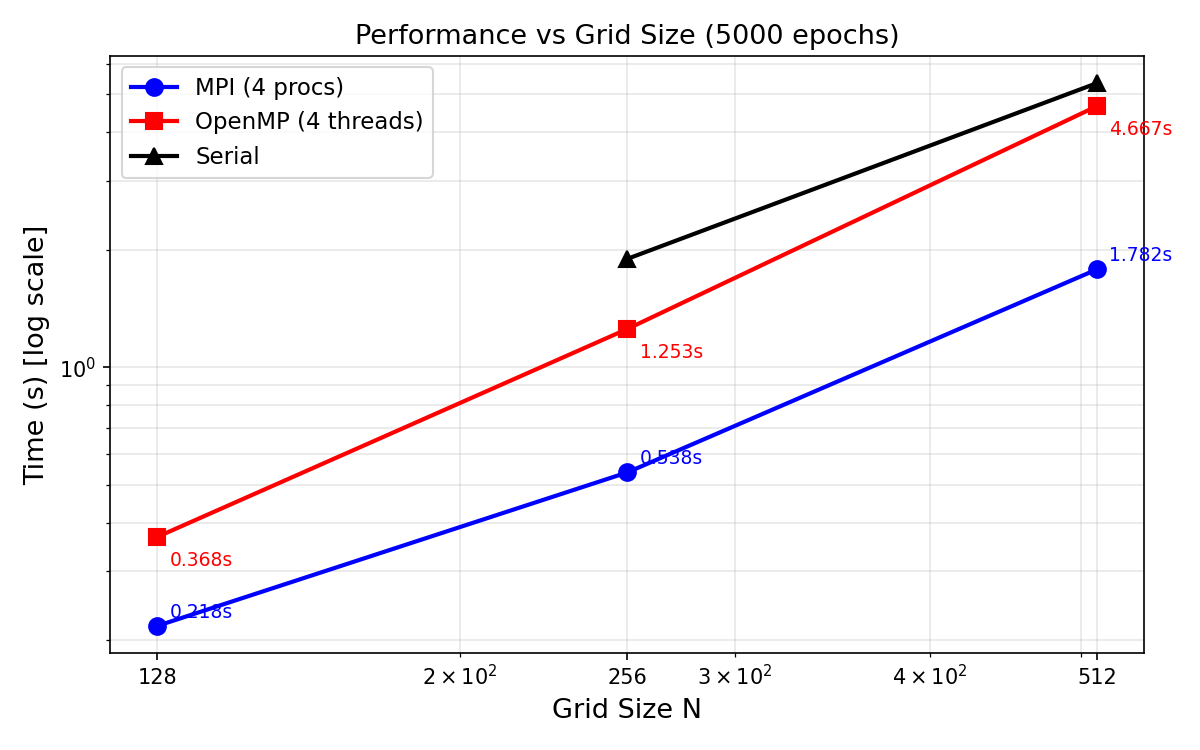 Performance vs Grid Size (5000 epochs)
MPI (4 procs)
OpenMP (4 threads)
Serial
Time (s) [log scale]
10⁰
4.667s
1.782s
1.253s
0.538s
0.368s
0.218s
128
2 × 10²
256
3 × 10²
4 × 10²
512
Grid Size N